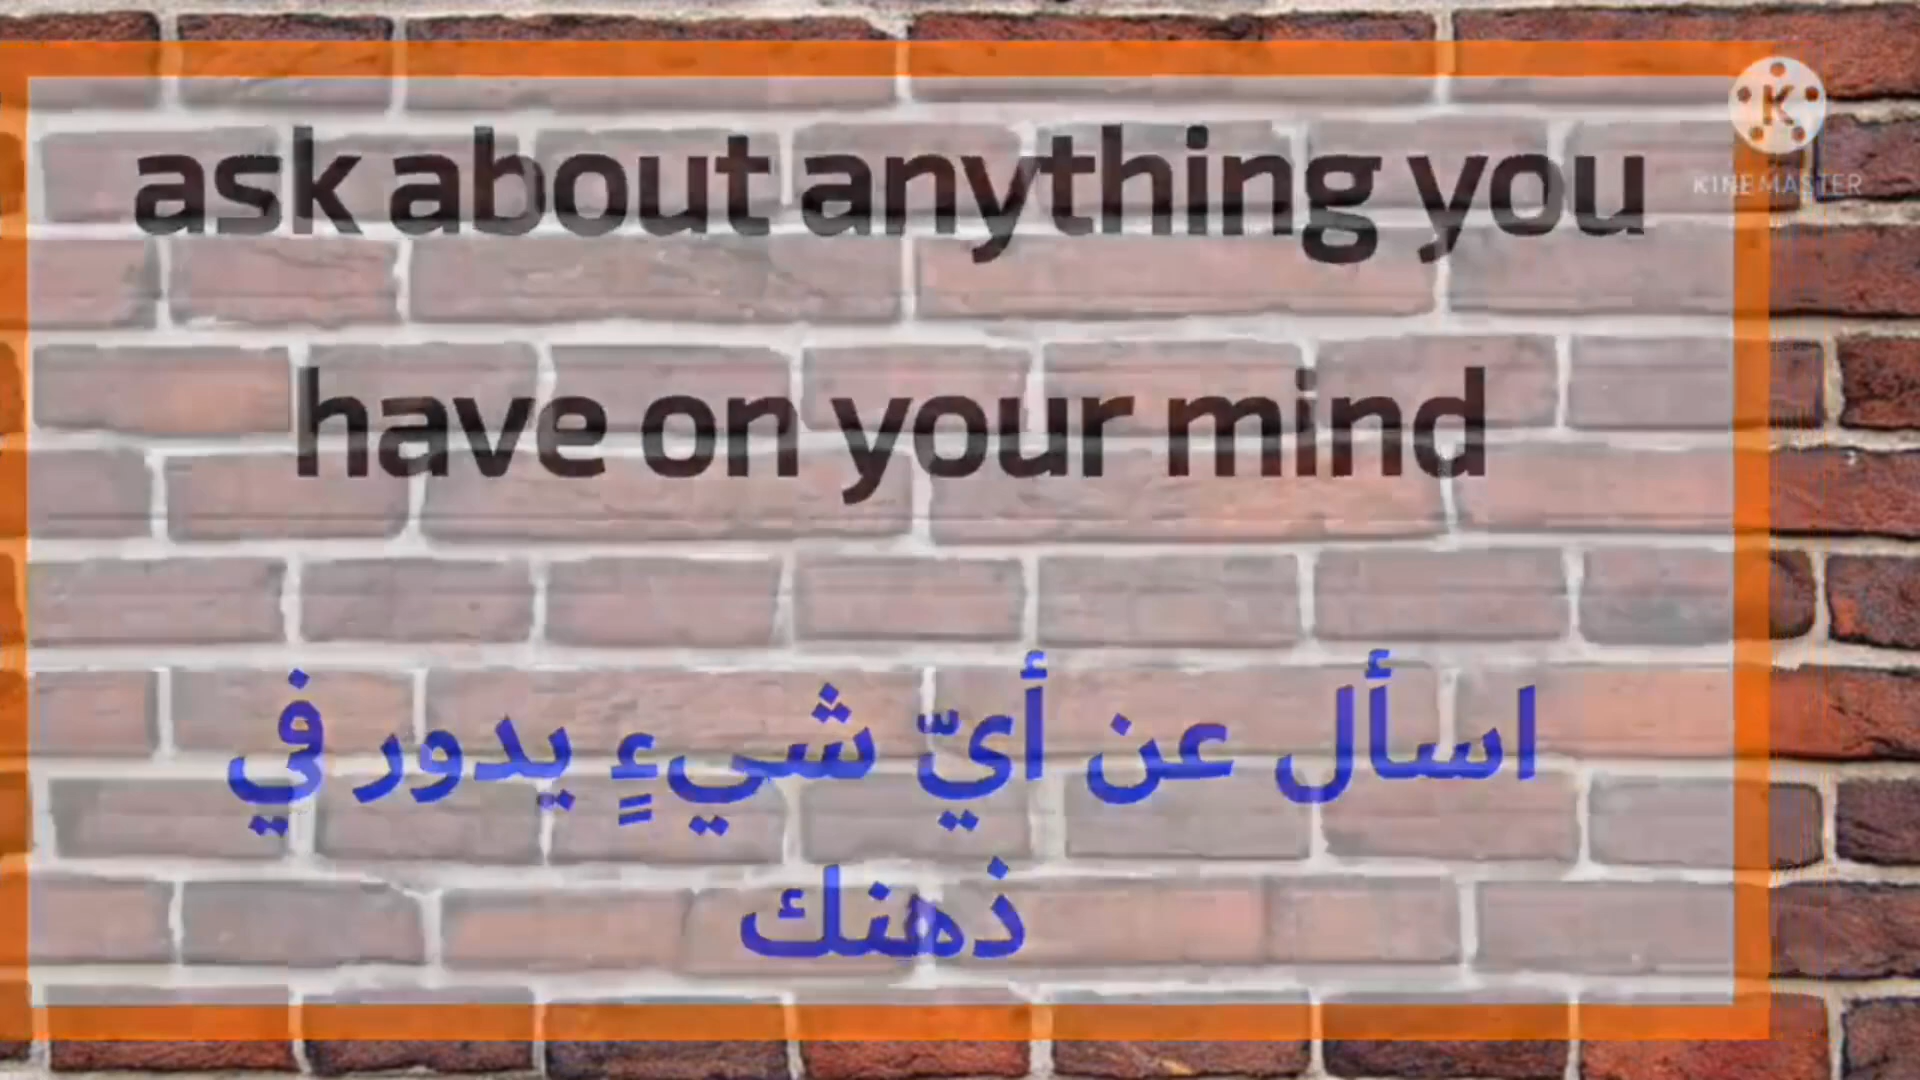 ask about anything you
have on your mind
اسأل عن أيّ شيءٍ يدور في
ذهنك
K
KINEMASTER